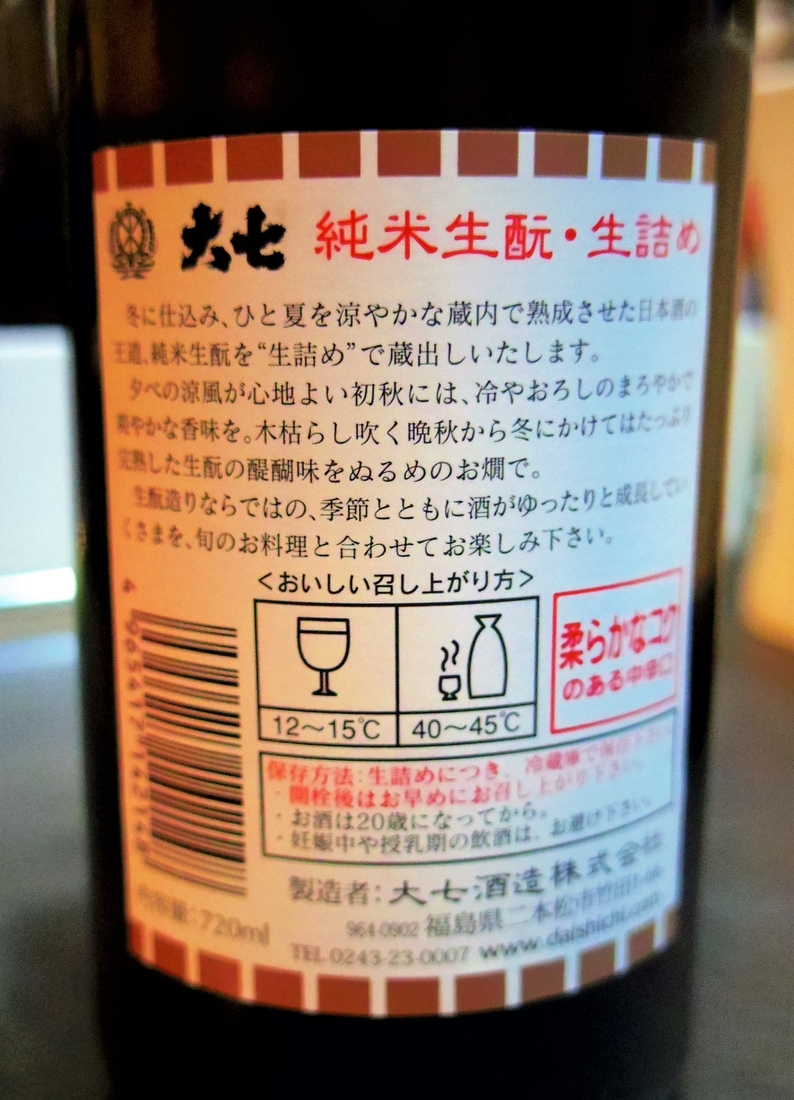 大七 純米生酛・生詰め
冬に仕込み、ひと夏を涼やかな蔵内で熟成させた日本酒の
王道、純米生酛を“生詰め”で蔵出しいたします。
夕べの涼風が心地よい初秋には、冷やおろしのまろやかで
爽やかな香味を。木枯らし吹く晩秋から冬にかけてはたっぷり
完熟した生酛の醍醐味をぬるめのお燗で。
生酛造りならではの、季節とともに酒がゆったりと成長してい
くさまを、旬のお料理と合わせてお楽しみ下さい。
<おいしい召し上がり方>
12~15℃ 40~45℃
柔らかなコク
のある中辛口
保存方法:生詰めにつき、冷蔵庫で保存下さい。
・開栓後はお早めにお召し上がり下さい。
・お酒は20歳になってから。
・妊娠中や授乳期の飲酒は、お避け下さい。
製造者:大七酒造株式会社
964-0902 福島県二本松市竹田
TEL 0243-23-0007 www.daishichi.com
内容量:720ml